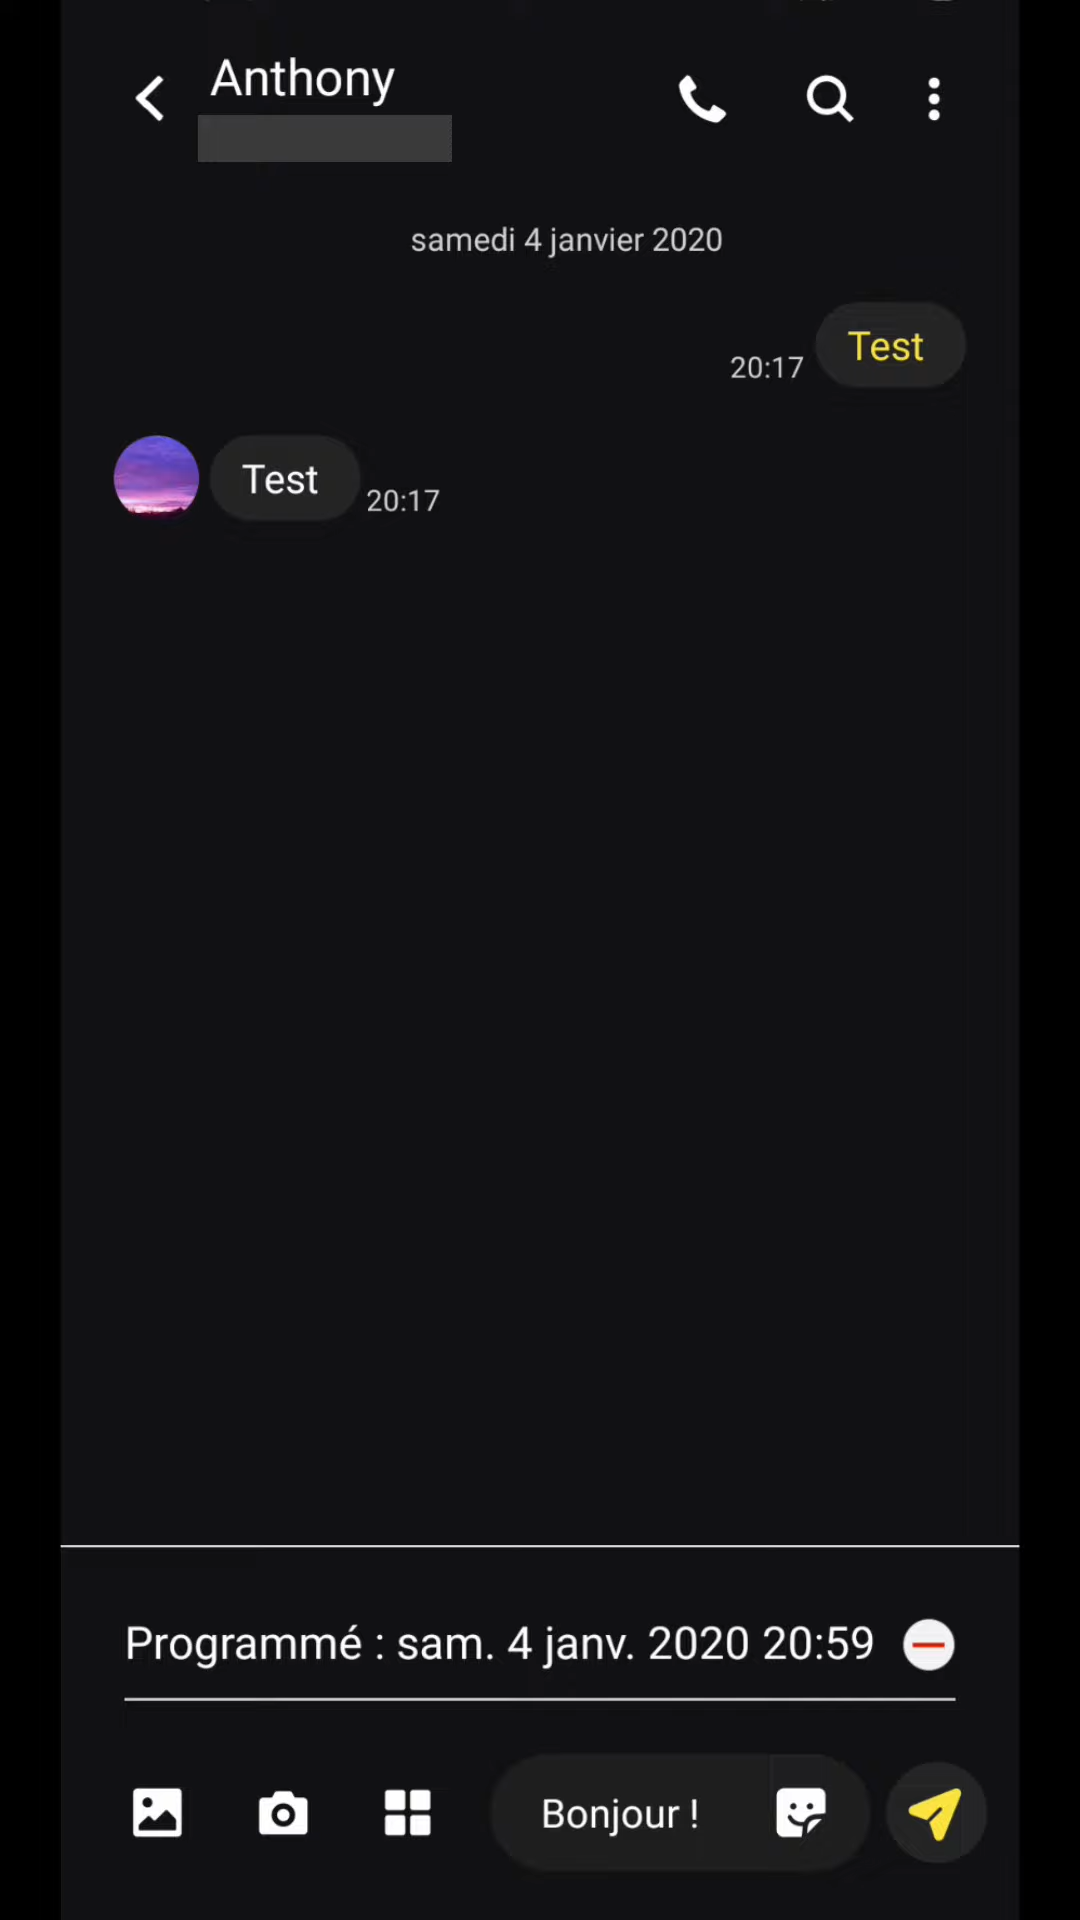 Anthony
samedi 4 janvier 2020
Test
20:17
Test
20:17
Programmé : sam. 4 janv. 2020 20:59
Bonjour !